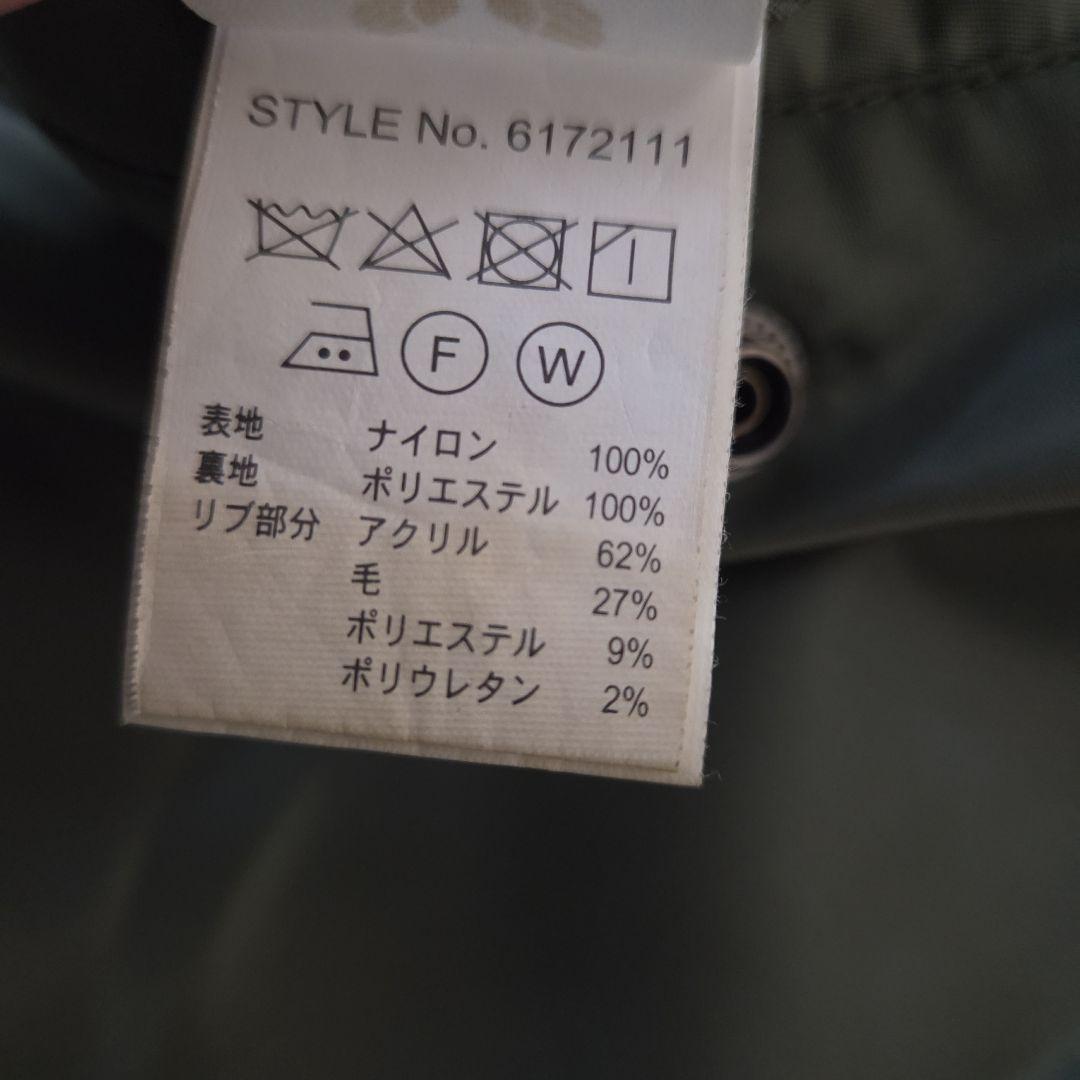 STYLE No. 6172111
F W
表地 ナイロン 100%
裏地 ポリエステル 100%
リブ部分 アクリル 62%
毛 27%
ポリエステル 9%
ポリウレタン 2%